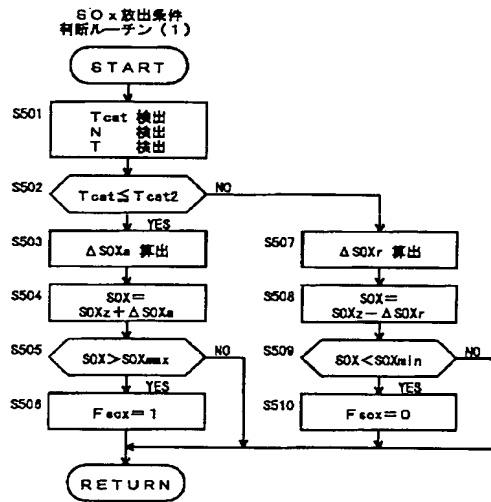 SOx放出条件
判断ルーチン(1)
START
S501
Tcat 検出
N 検出
T 検出
S502
Tcat≦Tcat2
NO
YES
S503
ΔSOXa 算出
S507
ΔSOXr 算出
S504
SOX=
SOXz+ΔSOXa
S508
SOX=
SOXz−ΔSOXr
S505
SOX>SOXmax
NO
S509
SOX<SOXmin
NO
YES
YES
S506
Fsox=1
S510
Fsox=0
RETURN